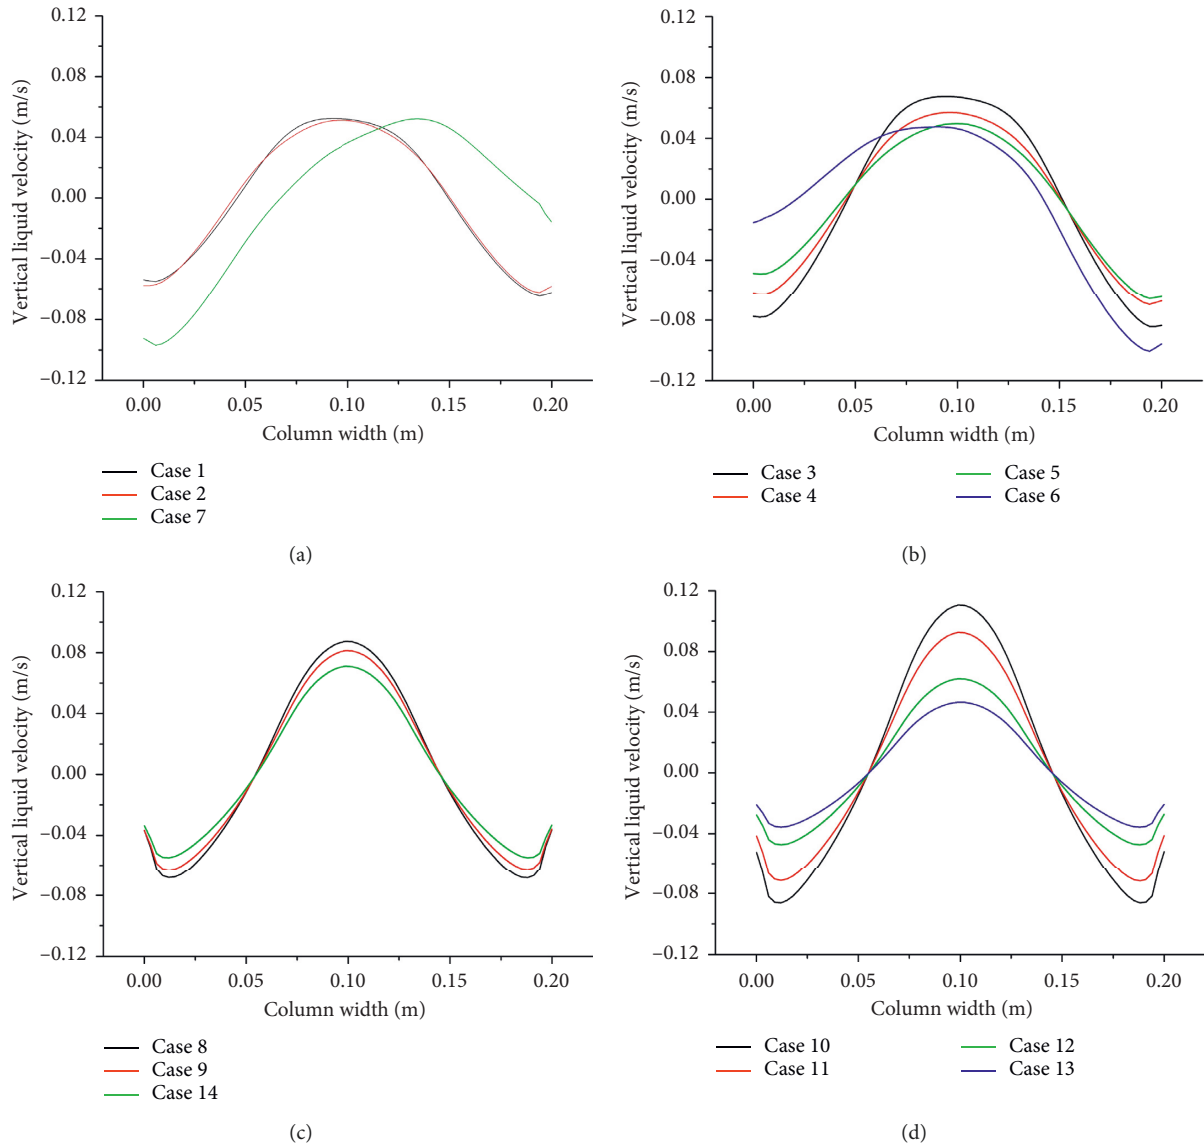 0.12
0.08
0.04
0.00
−0.04
−0.08
−0.12
Vertical liquid velocity (m/s)
0.00 0.05 0.10 0.15 0.20
Column width (m)
Case 1
Case 2
Case 7
(a)
0.12
0.08
0.04
0.00
−0.04
−0.08
−0.12
Vertical liquid velocity (m/s)
0.00 0.05 0.10 0.15 0.20
Column width (m)
Case 3 Case 5
Case 4 Case 6
(b)
0.12
0.08
0.04
0.00
−0.04
−0.08
−0.12
Vertical liquid velocity (m/s)
0.00 0.05 0.10 0.15 0.20
Column width (m)
Case 8
Case 9
Case 14
(c)
0.12
0.08
0.04
0.00
−0.04
−0.08
−0.12
Vertical liquid velocity (m/s)
0.00 0.05 0.10 0.15 0.20
Column width (m)
Case 10 Case 12
Case 11 Case 13
(d)